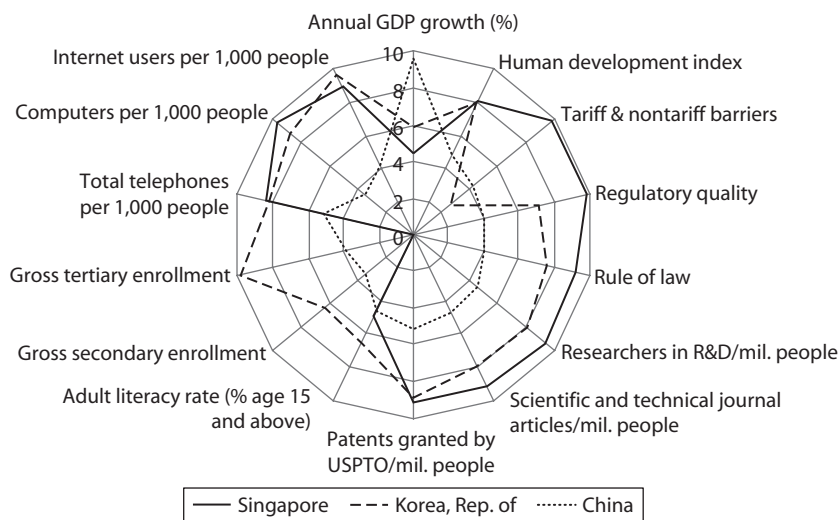 Annual GDP growth (%)
Internet users per 1,000 people
Human development index
Computers per 1,000 people
Tariff & nontariff barriers
Total telephones
per 1,000 people
Regulatory quality
Gross tertiary enrollment
Rule of law
Gross secondary enrollment
Researchers in R&D/mil. people
Adult literacy rate (% age 15
and above)
Scientific and technical journal
articles/mil. people
Patents granted by
USPTO/mil. people
10
8
6
4
2
0
Singapore Korea, Rep. of China